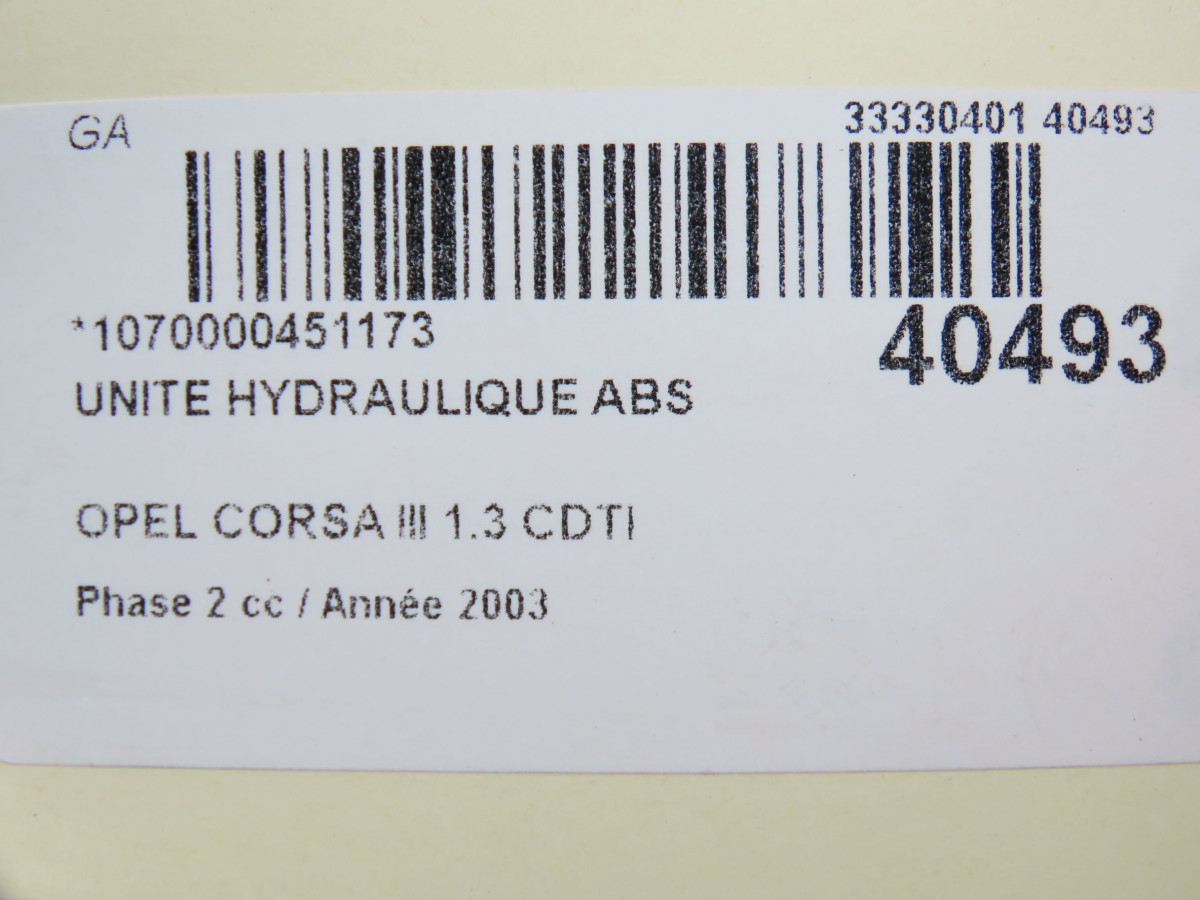 GA
33330401 40493
*1070000451173
40493
UNITE HYDRAULIQUE ABS
OPEL CORSA III 1.3 CDTI
Phase 2 cc / Année 2003